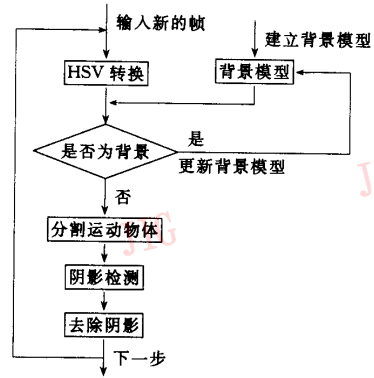 输入新的帧
建立背景模型
HSV 转换
背景模型
是否为背景
是
更新背景模型
否
分割运动物体
阴影检测
去除阴影
下一步
JIG
J